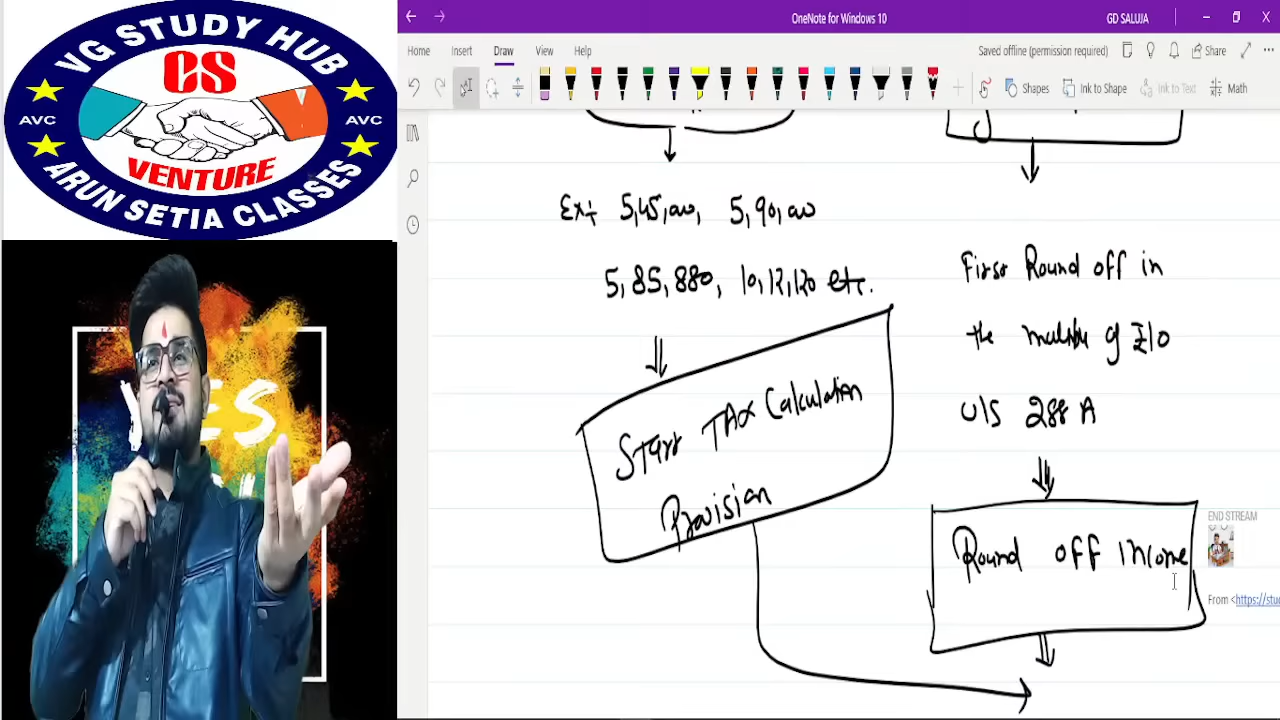 VG STUDY HUB
CS
AVC
AVC
VENTURE
ARUN SETIA CLASSES
OneNote for Windows 10
GD SALUJA
Home
Insert
Draw
View
Help
Saved offline (permission required)
Share
Shapes
Ink to Shape
Ink to Text
Math
Ex:- 5,45,000, 5,90,000
5,85,880, 10,12,120 etc.
Start Tax Calculation
Provision
First Round off in
the multiple of ₹10
U/S 288 A
Round off income
END STREAM
From <https://stu